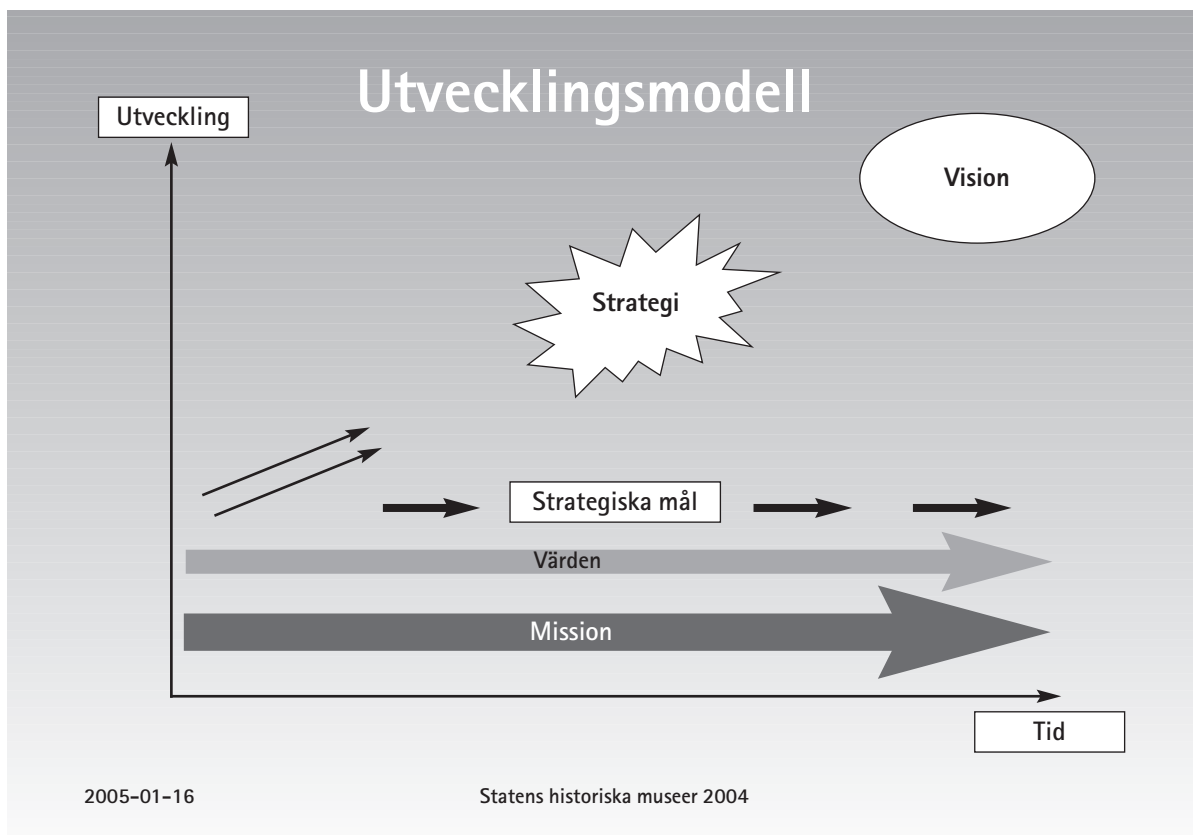 Utvecklingsmodell
Utveckling
Vision
Strategi
Strategiska mål
Värden
Mission
Tid
2005-01-16
Statens historiska museer 2004